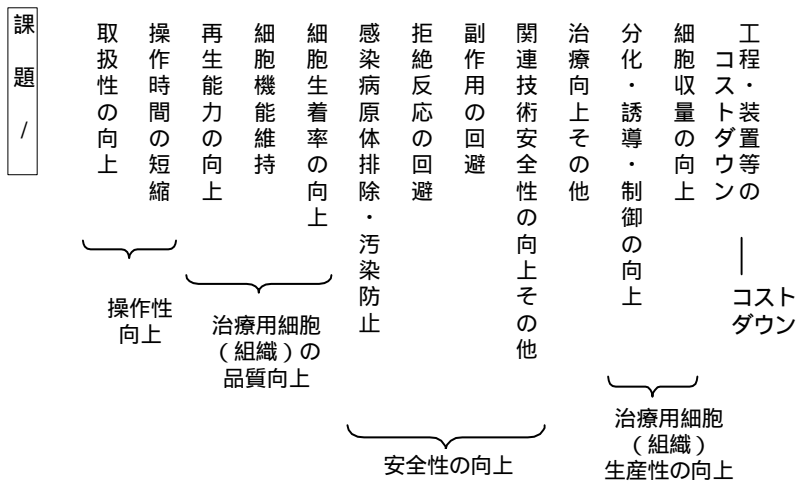 課題/
取扱性の向上
操作時間の短縮
再生能力の向上
細胞機能維持
細胞生着率の向上
感染病原体排除・汚染防止
拒絶反応の回避
副作用の回避
関連技術安全性の向上その他
治療向上その他
分化・誘導・制御の向上
細胞収量の向上
工程・装置等の
コストダウン
操作性
向上
治療用細胞
(組織)の
品質向上
安全性の向上
治療用細胞
(組織)
生産性の向上
コスト
ダウン